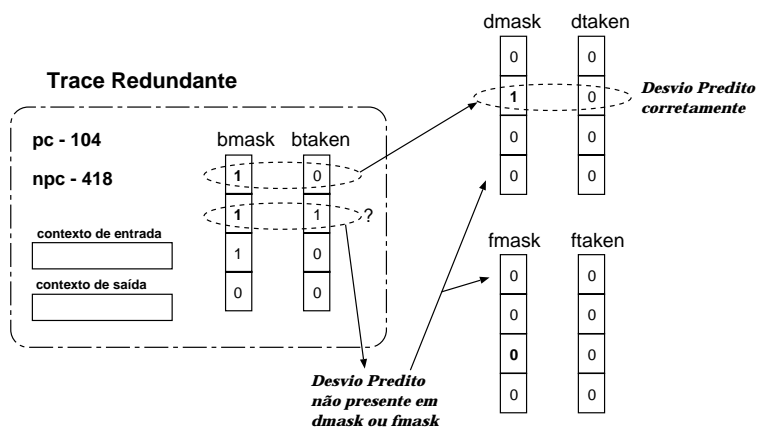 dmask dtaken
0 0
1 0
0 0
0 0
Desvio Predito
corretamente
Trace Redundante
pc - 104
npc - 418
bmask btaken
1 0
1 1 ?
1 0
0 0
contexto de entrada
contexto de saída
fmask ftaken
0 0
0 0
0 0
0 0
Desvio Predito
não presente em
dmask ou fmask